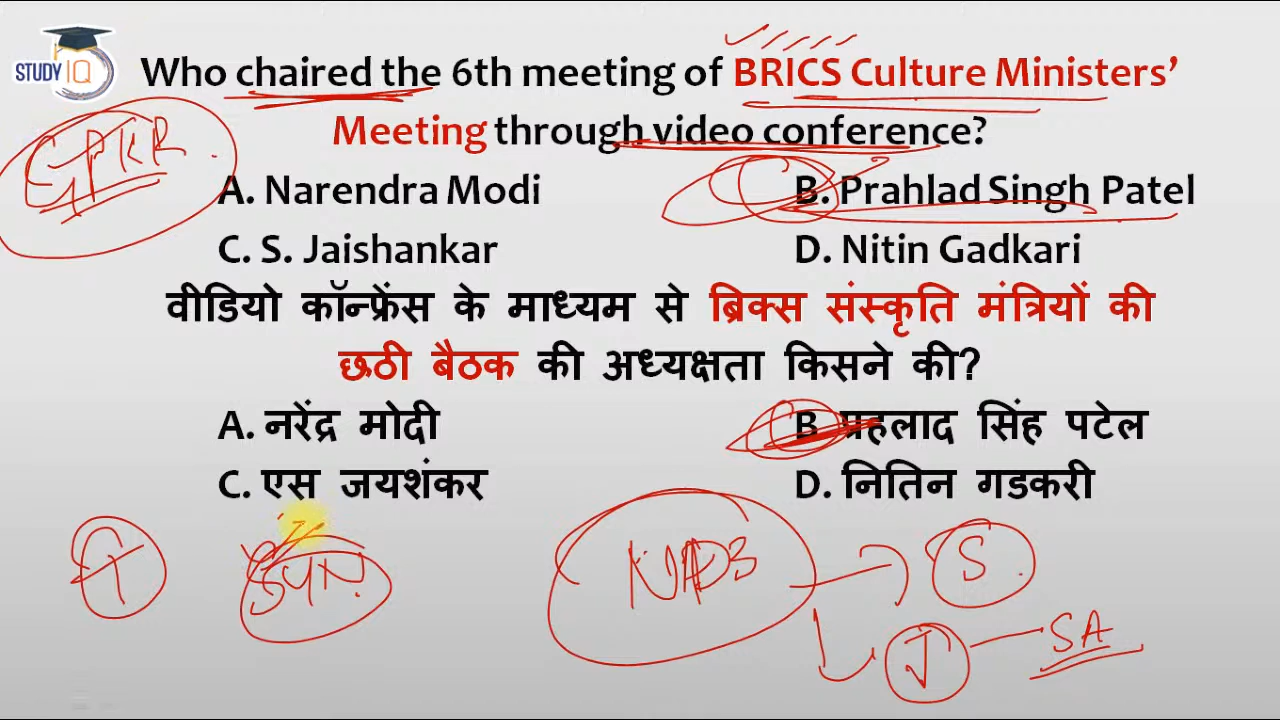 STUDY IQ
Who chaired the 6th meeting of BRICS Culture Ministers’
Meeting through video conference?
A. Narendra Modi B. Prahlad Singh Patel
C. S. Jaishankar D. Nitin Gadkari
वीडियो कॉन्फ्रेंस के माध्यम से ब्रिक्स संस्कृति मंत्रियों की
छठी बैठक की अध्यक्षता किसने की?
A. नरेंद्र मोदी B प्रहलाद सिंह पटेल
C. एस जयशंकर D. नितिन गडकरी
S
J SA